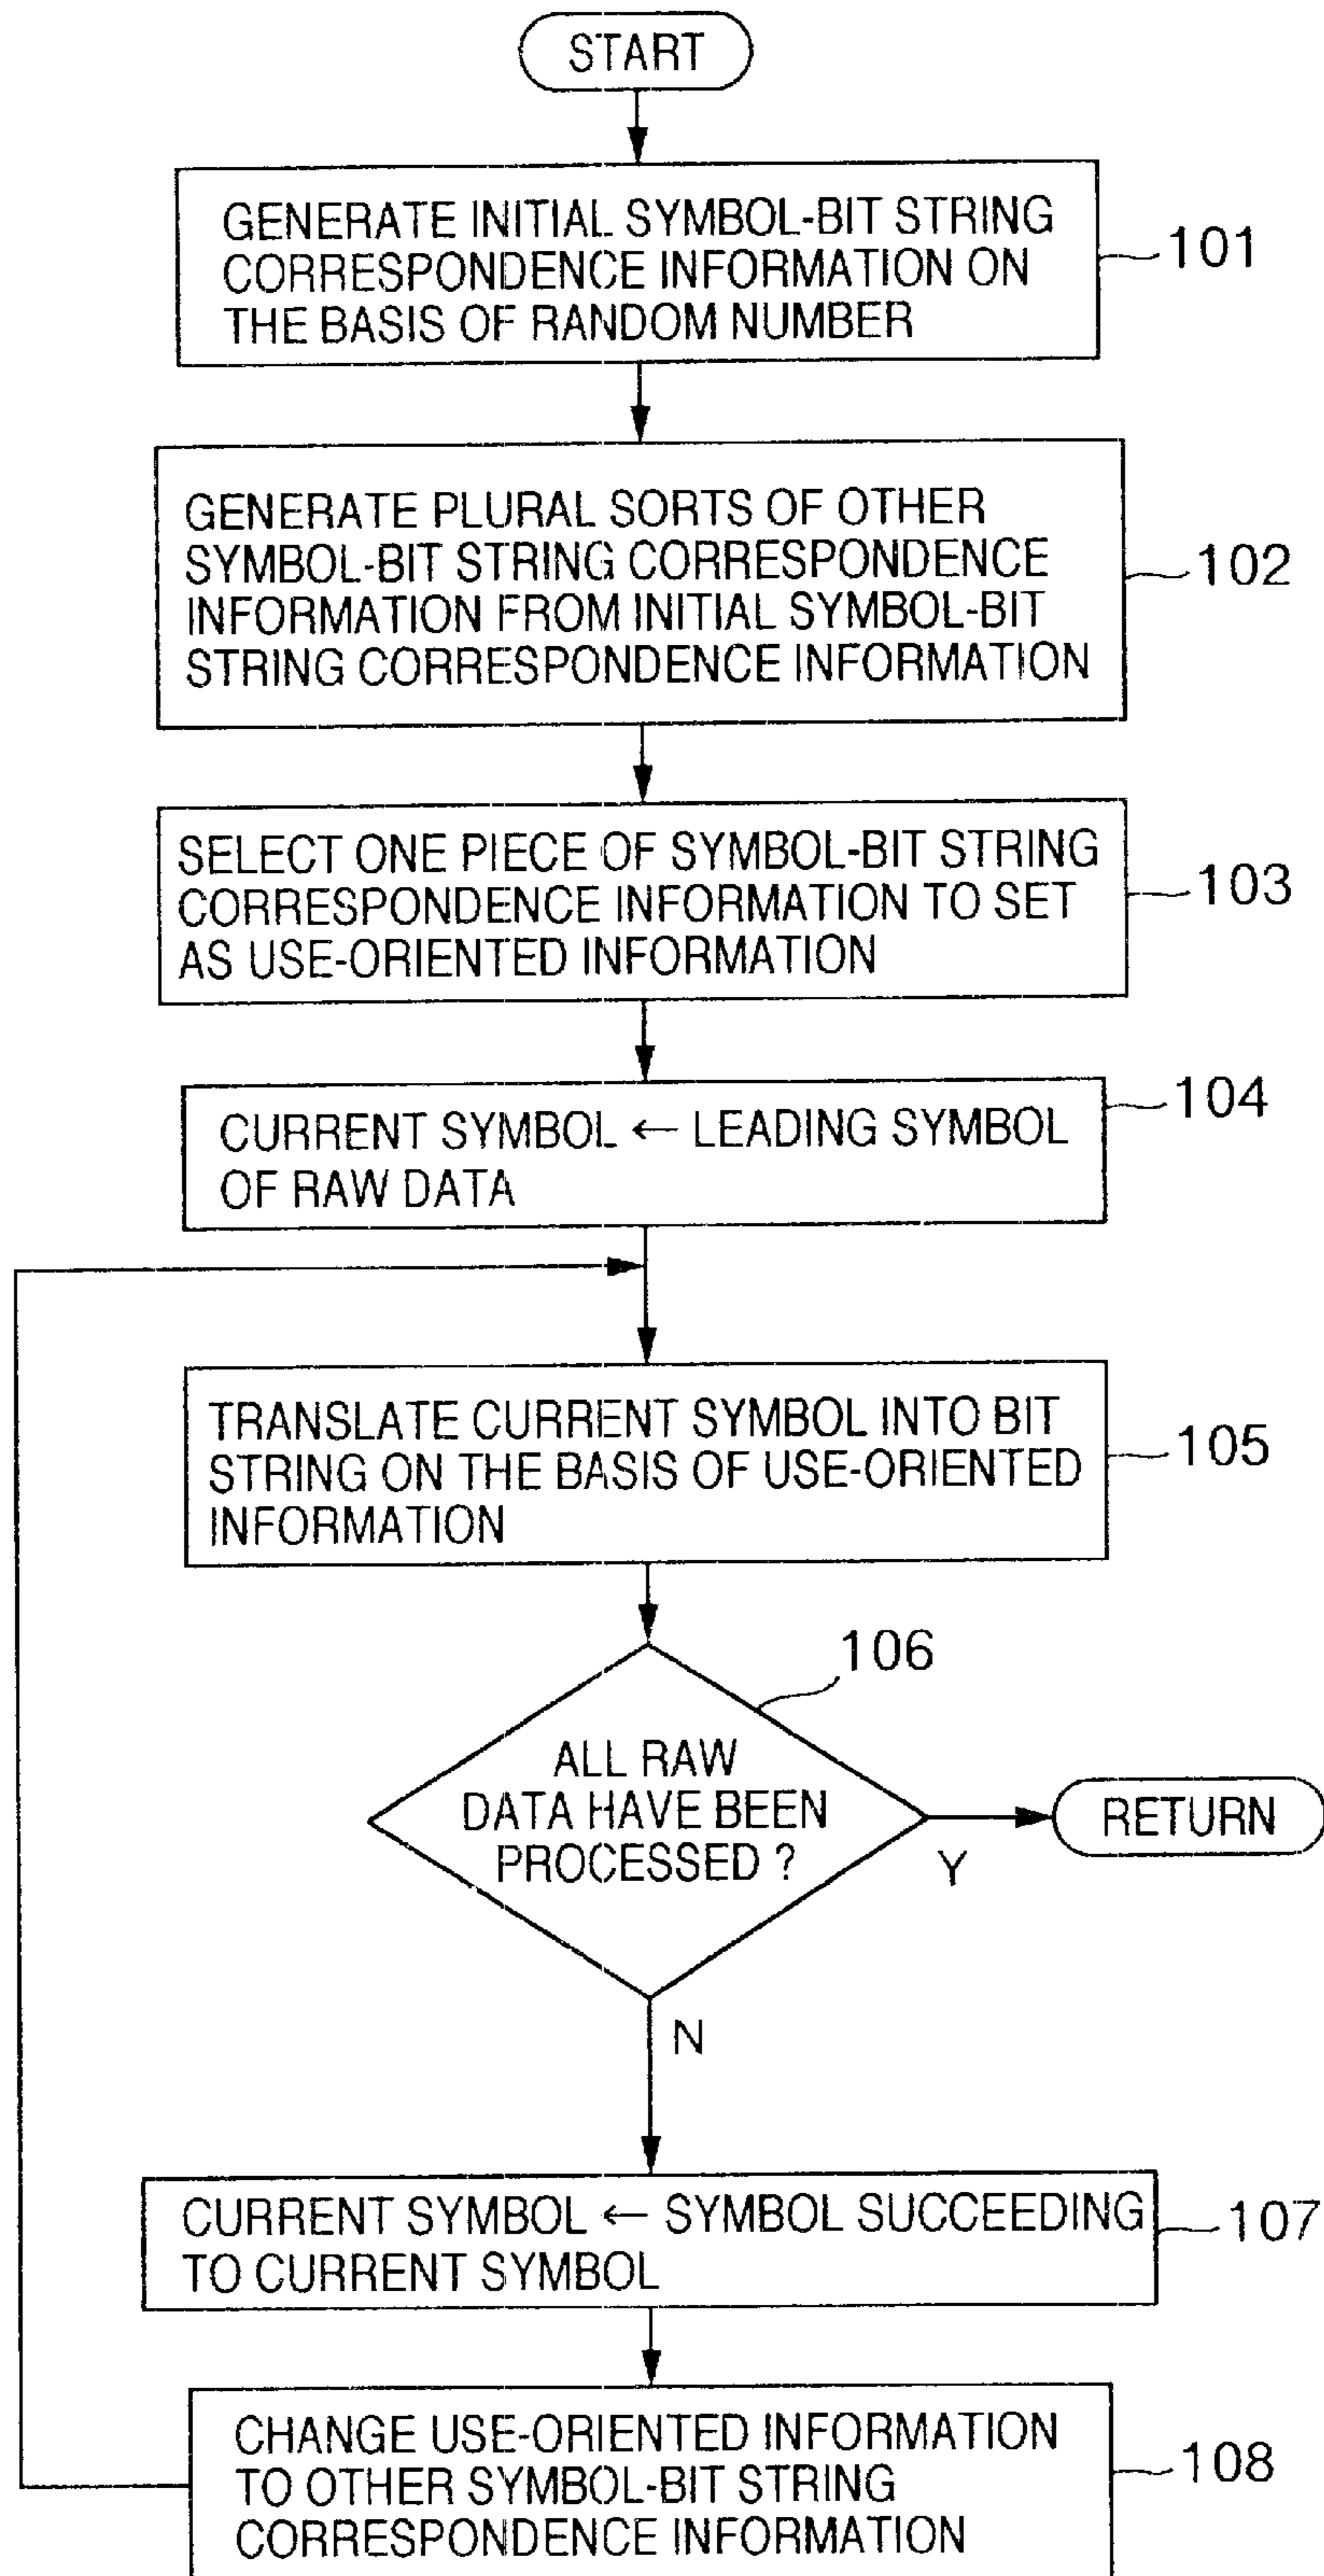 START
GENERATE INITIAL SYMBOL-BIT STRING
CORRESPONDENCE INFORMATION ON
THE BASIS OF RANDOM NUMBER
101
GENERATE PLURAL SORTS OF OTHER
SYMBOL-BIT STRING CORRESPONDENCE
INFORMATION FROM INITIAL SYMBOL-BIT
STRING CORRESPONDENCE INFORMATION
102
SELECT ONE PIECE OF SYMBOL-BIT STRING
CORRESPONDENCE INFORMATION TO SET
AS USE-ORIENTED INFORMATION
103
CURRENT SYMBOL ← LEADING SYMBOL
OF RAW DATA
104
TRANSLATE CURRENT SYMBOL INTO BIT
STRING ON THE BASIS OF USE-ORIENTED
INFORMATION
105
106
ALL RAW
DATA HAVE BEEN
PROCESSED ?
Y
RETURN
N
CURRENT SYMBOL ← SYMBOL SUCCEEDING
TO CURRENT SYMBOL
107
CHANGE USE-ORIENTED INFORMATION
TO OTHER SYMBOL-BIT STRING
CORRESPONDENCE INFORMATION
108